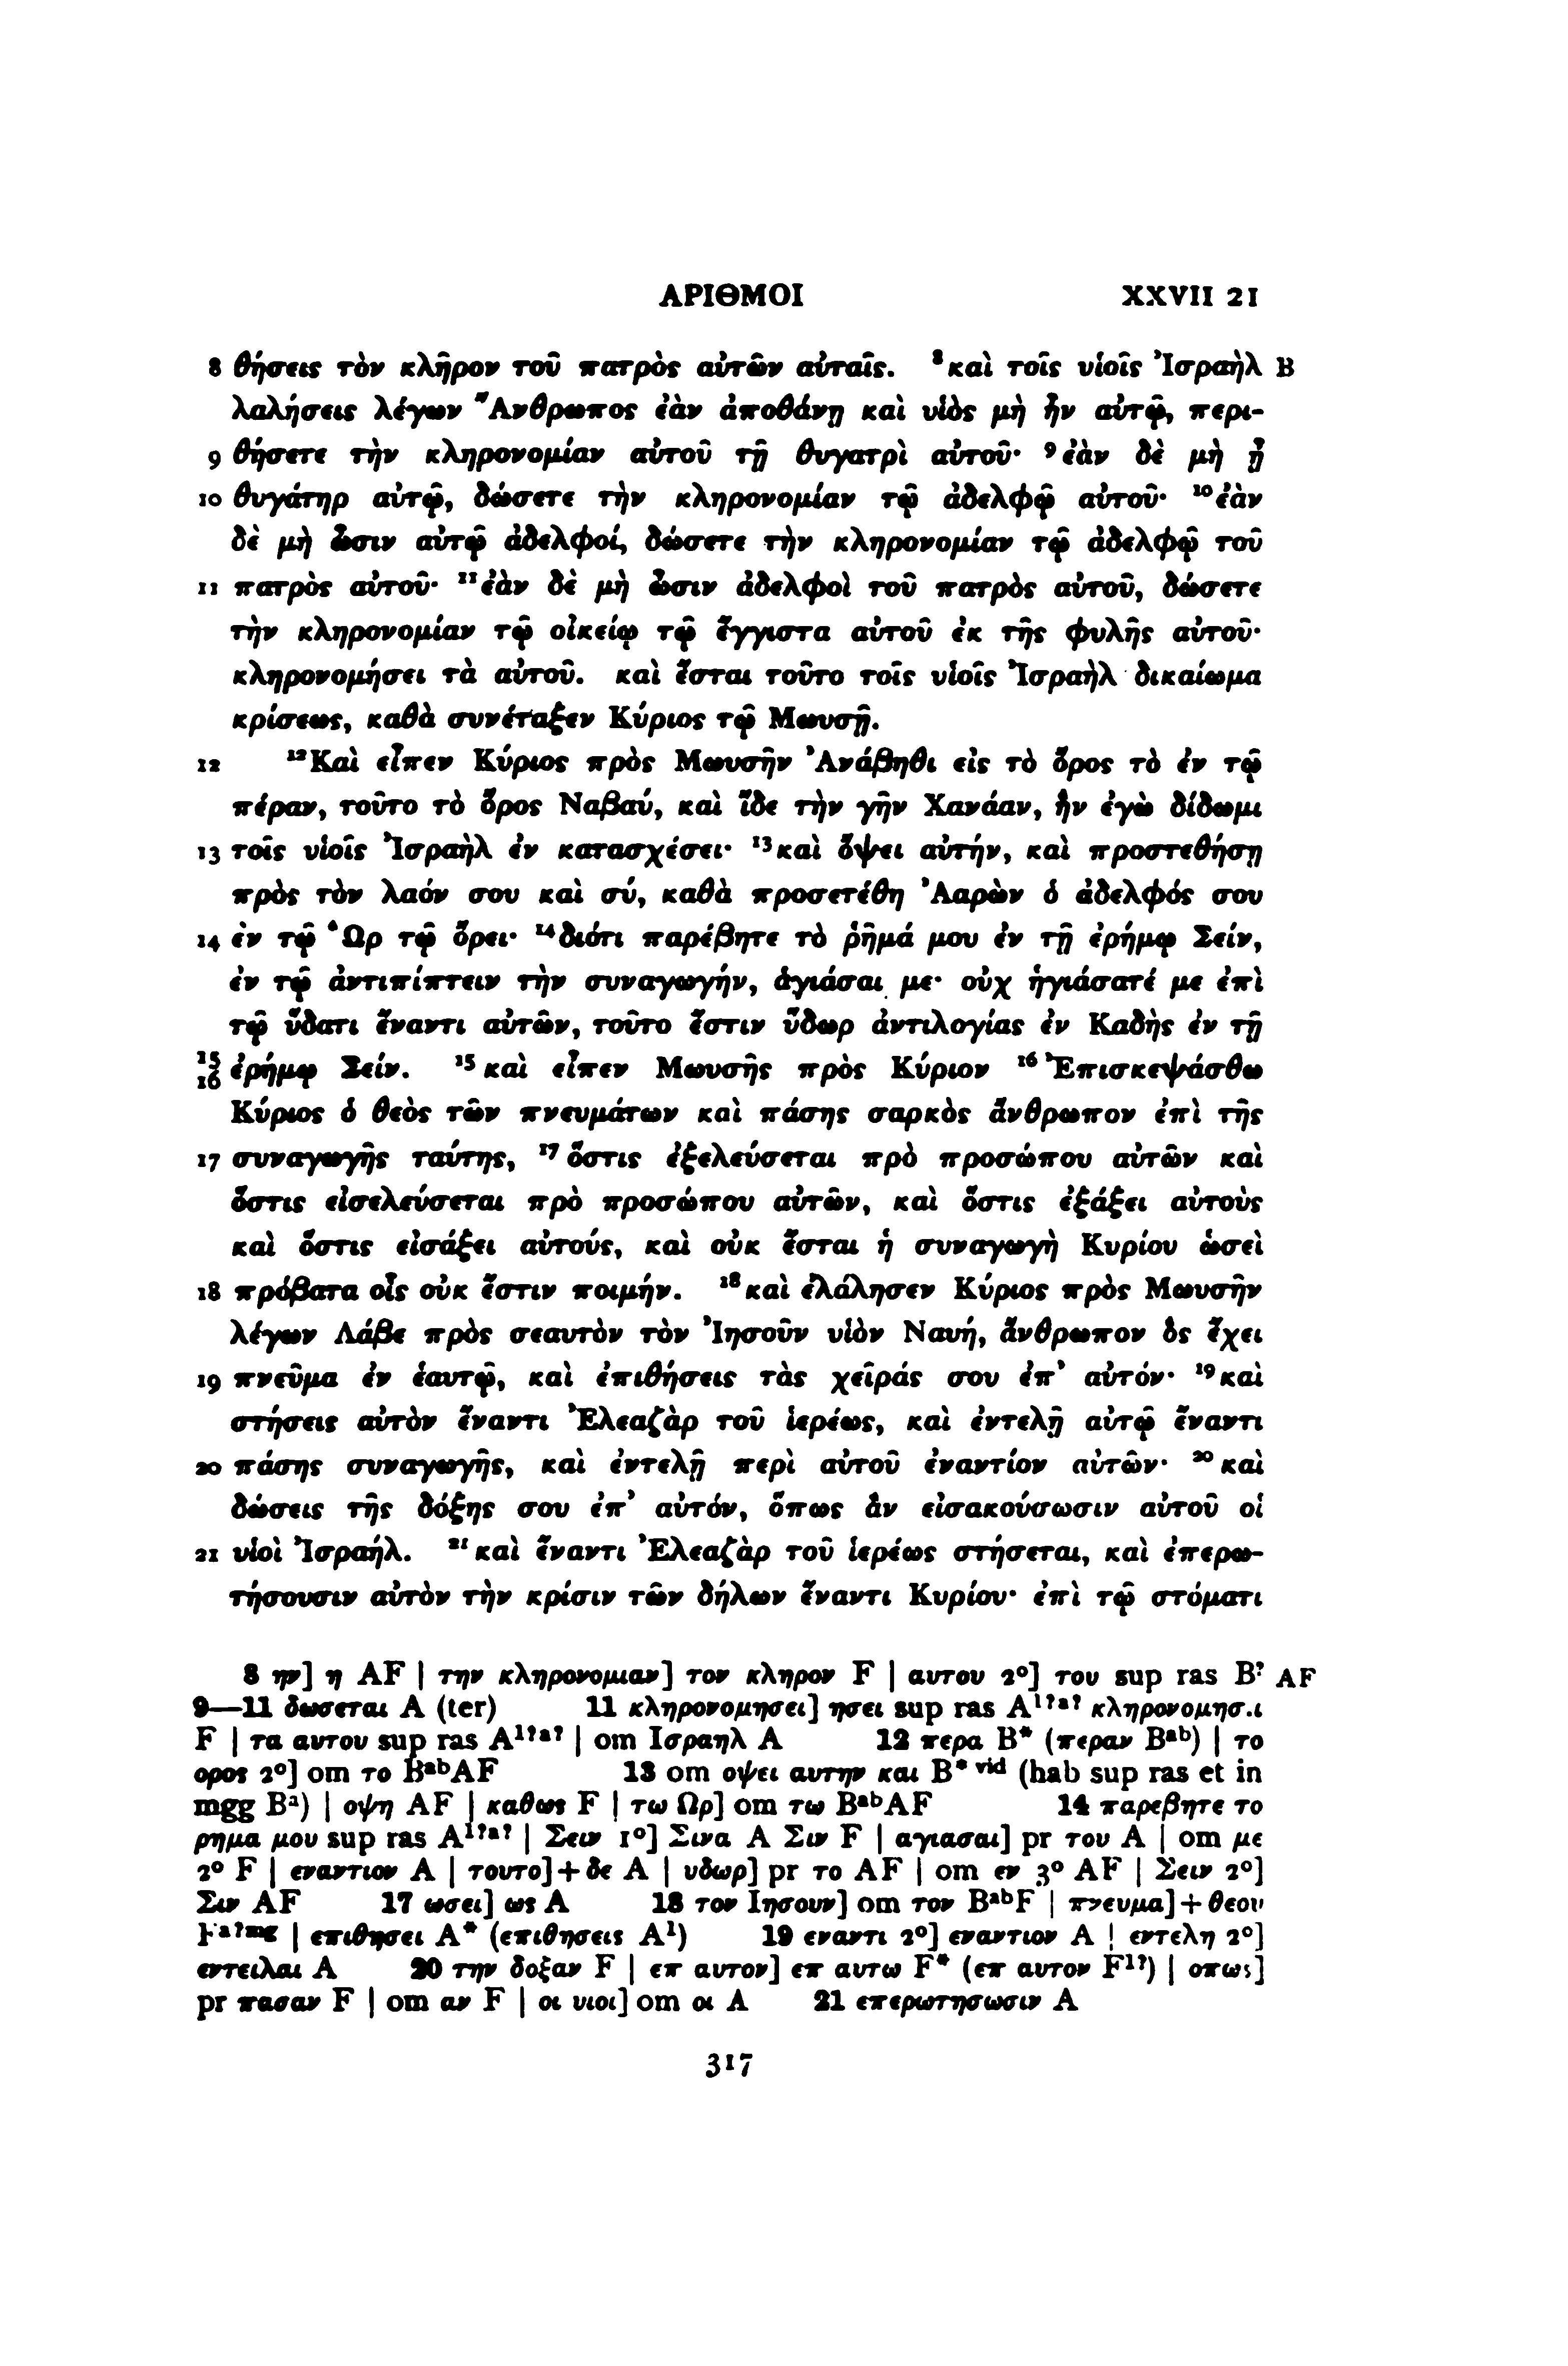 ΑΡΙΘΜΟΙ XXVII 21
8 θήσεις τὸν κλῆρον τοῦ πατρὸς αὐτῶν αὐταῖς. ⁸καὶ τοῖς υἱοῖς Ἰσραὴλ B
λαλήσεις λέγων Ἄνθρωπος ἐὰν ἀποθάνῃ καὶ υἱὸς μὴ ἦν αὐτῷ, περι-
9 θήσετε τὴν κληρονομίαν αὐτοῦ τῇ θυγατρὶ αὐτοῦ· ⁹ἐὰν δὲ μὴ ᾖ
10 θυγάτηρ αὐτῷ, δώσετε τὴν κληρονομίαν τῷ ἀδελφῷ αὐτοῦ· ¹⁰ἐὰν
δὲ μὴ ὦσιν αὐτῷ ἀδελφοί, δώσετε τὴν κληρονομίαν τῷ ἀδελφῷ τοῦ
11 πατρὸς αὐτοῦ· ¹¹ἐὰν δὲ μὴ ὦσιν ἀδελφοὶ τοῦ πατρὸς αὐτοῦ, δώσετε
τὴν κληρονομίαν τῷ οἰκείῳ τῷ ἔγγιστα αὐτοῦ ἐκ τῆς φυλῆς αὐτοῦ·
κληρονομήσει τὰ αὐτοῦ. καὶ ἔσται τοῦτο τοῖς υἱοῖς Ἰσραὴλ δικαίωμα
κρίσεως, καθὰ συνέταξεν Κύριος τῷ Μωυσῇ.
12 ¹²Καὶ εἶπεν Κύριος πρὸς Μωυσῆν Ἀνάβηθι εἰς τὸ ὄρος τὸ ἐν τῷ
πέραν, τοῦτο τὸ ὄρος Ναβαύ, καὶ ἴδε τὴν γῆν Χανάαν, ἣν ἐγὼ δίδωμι
13 τοῖς υἱοῖς Ἰσραὴλ ἐν κατασχέσει· ¹³καὶ ὄψει αὐτήν, καὶ προστεθήσῃ
πρὸς τὸν λαόν σου καὶ σύ, καθὰ προσετέθη Ἀαρὼν ὁ ἀδελφός σου
14 ἐν τῷ Ὢρ τῷ ὄρει· ¹⁴διότι παρέβητε τὸ ῥῆμά μου ἐν τῇ ἐρήμῳ Σείν,
ἐν τῷ ἀντιπίπτειν τὴν συναγωγήν, ἁγιάσαι με· οὐχ ἡγιάσατέ με ἐπὶ
τῷ ὕδατι ἔναντι αὐτῶν, τοῦτο ἔστιν ὕδωρ ἀντιλογίας ἐν Καδὴς ἐν τῇ
15 16 ἐρήμῳ Σείν. ¹⁵καὶ εἶπεν Μωυσῆς πρὸς Κύριον ¹⁶Ἐπισκεψάσθω
Κύριος ὁ θεὸς τῶν πνευμάτων καὶ πάσης σαρκὸς ἄνθρωπον ἐπὶ τῆς
17 συναγωγῆς ταύτης, ¹⁷ὅστις ἐξελεύσεται πρὸ προσώπου αὐτῶν καὶ
ὅστις εἰσελεύσεται πρὸ προσώπου αὐτῶν, καὶ ὅστις ἐξάξει αὐτοὺς
καὶ ὅστις εἰσάξει αὐτούς, καὶ οὐκ ἔσται ἡ συναγωγὴ Κυρίου ὡσεὶ
18 πρόβατα οἷς οὐκ ἔστιν ποιμήν. ¹⁸καὶ ἐλάλησεν Κύριος πρὸς Μωυσῆν
λέγων Λάβε πρὸς σεαυτὸν τὸν Ἰησοῦν υἱὸν Ναυή, ἄνθρωπον ὃς ἔχει
19 πνεῦμα ἐν ἑαυτῷ, καὶ ἐπιθήσεις τὰς χεῖράς σου ἐπ᾽ αὐτόν· ¹⁹καὶ
στήσεις αὐτὸν ἔναντι Ἐλεαζὰρ τοῦ ἱερέως, καὶ ἐντελῇ αὐτῷ ἔναντι
20 πάσης συναγωγῆς, καὶ ἐντελῇ περὶ αὐτοῦ ἐναντίον αὐτῶν· ²⁰καὶ
δώσεις τῆς δόξης σου ἐπ᾽ αὐτόν, ὅπως ἂν εἰσακούσωσιν αὐτοῦ οἱ
21 υἱοὶ Ἰσραήλ. ²¹καὶ ἔναντι Ἐλεαζὰρ τοῦ ἱερέως στήσεται, καὶ ἐπερω-
τήσουσιν αὐτὸν τὴν κρίσιν τῶν δήλων ἔναντι Κυρίου· ἐπὶ τῷ στόματι
8 ην] η AF | την κληρονομιαν] τον κληρον F | αυτου 2°] του sup ras B? AF
9—11 δωσεται A (ter) 11 κληρονομησει] ησει sup ras A¹?ᵃ? κληρονομησ.ι
F | τα αυτου sup ras A¹?ᵃ? | om Ισραηλ A 12 περα B* (περαν Bᵃᵇ) | το
ορος 2°] om το BᵃᵇAF 13 om οψει αυτην και B* ᵛⁱᵈ (hab sup ras et in
mgg Bᵃ) | οψη AF | καθως F | τω Ωρ] om τω BᵃᵇAF 14 παρεβητε το
ρημα μου sup ras A¹?ᵃ? | Σειν 1°] Σινα A Σιν F | αγιασαι] pr του A | om με
2° F | εναντιον A | τουτο]+δε A | υδωρ] pr το AF | om εν 3° AF | Σειν 2°]
Σιν AF 17 ωσει] ως A 18 τον Ιησουν] om τον BᵃᵇF | πνευμα]+θεου
Fᵃ?ᵐᵍ | επιθησει A* (επιθησεις A¹) 19 εναντι 2°] εναντιον A | εντελη 2°]
εντειλαι A 20 την δοξαν F | επ αυτον] επ αυτω F* (επ αυτον F¹?) | οπως]
pr πασαν F | om αν F | οι υιοι] om οι A 21 επερωτησωσιν A
317